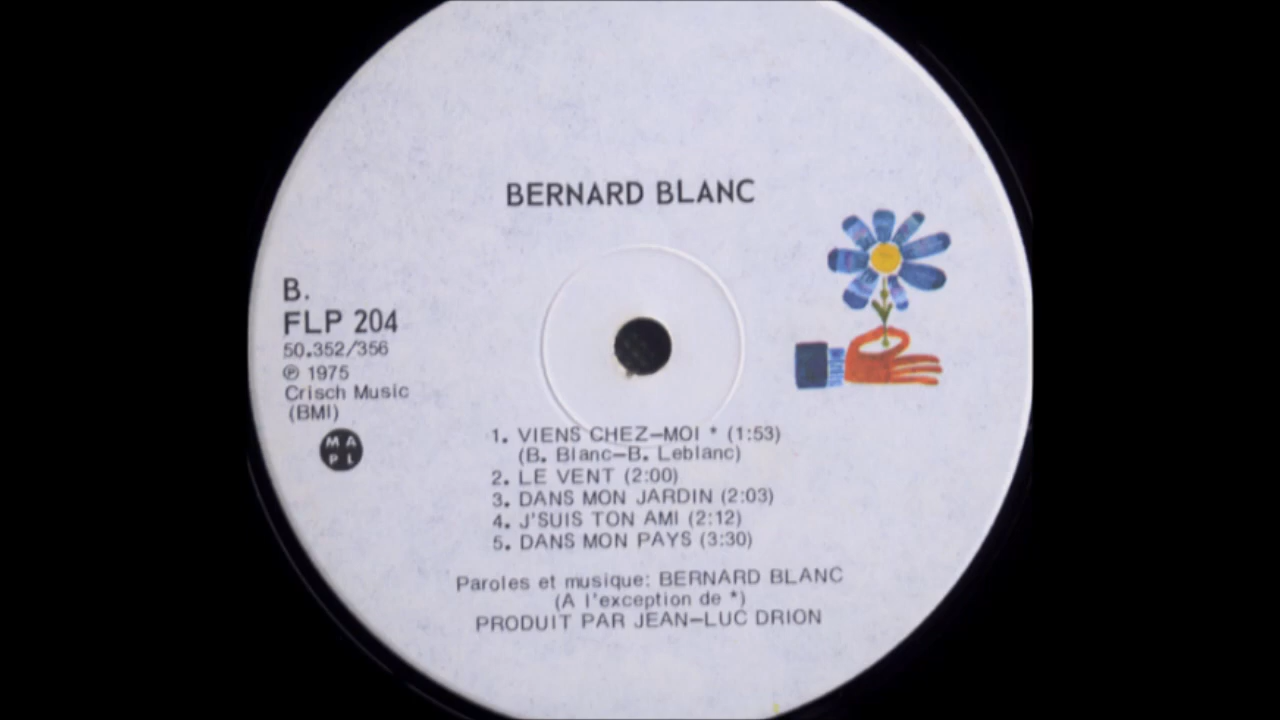 BERNARD BLANC
B.
FLP 204
50.352/356
℗ 1975
Crisch Music
(BMI)
M A
P L
1. VIENS CHEZ-MOI * (1:53)
(B. Blanc-B. Leblanc)
2. LE VENT (2:00)
3. DANS MON JARDIN (2:03)
4. J'SUIS TON AMI (2:12)
5. DANS MON PAYS (3:30)
Paroles et musique: BERNARD BLANC
(A l'exception de *)
PRODUIT PAR JEAN-LUC DRION